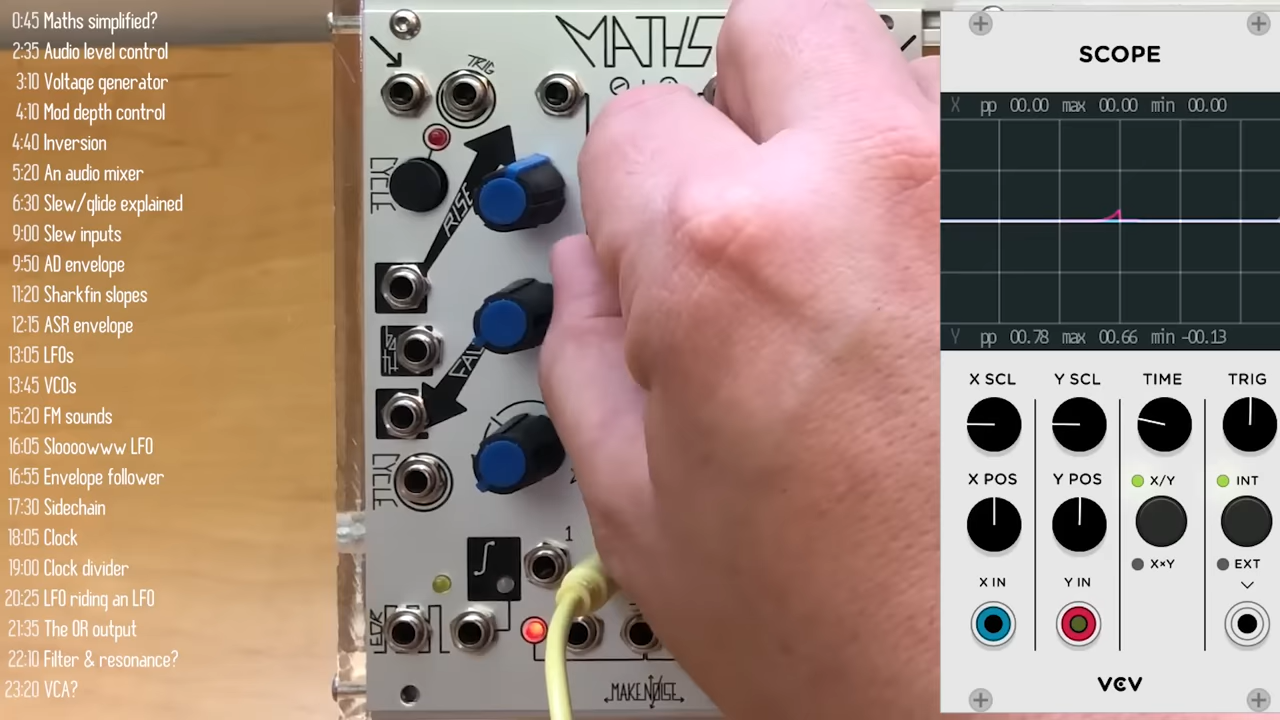 0:45 Maths simplified?
2:35 Audio level control
3:10 Voltage generator
4:10 Mod depth control
4:40 Inversion
5:20 An audio mixer
6:30 Slew/glide explained
9:00 Slew inputs
9:50 AD envelope
11:20 Sharkfin slopes
12:15 ASR envelope
13:05 LFOs
13:45 VCOs
15:20 FM sounds
16:05 Sloooowww LFO
16:55 Envelope follower
17:30 Sidechain
18:05 Clock
19:00 Clock divider
20:25 LFO riding an LFO
21:35 The OR output
22:10 Filter & resonance?
23:20 VCA?
MATHS
TRIG
CYCLE
RISE
CYCLE
1
EOR
MAKENOISE
SCOPE
X pp 00.00 max 00.00 min 00.00
Y pp 00.78 max 00.66 min -00.13
X SCL Y SCL TIME TRIG
X POS Y POS X/Y INT
X×Y EXT
X IN Y IN
VCV